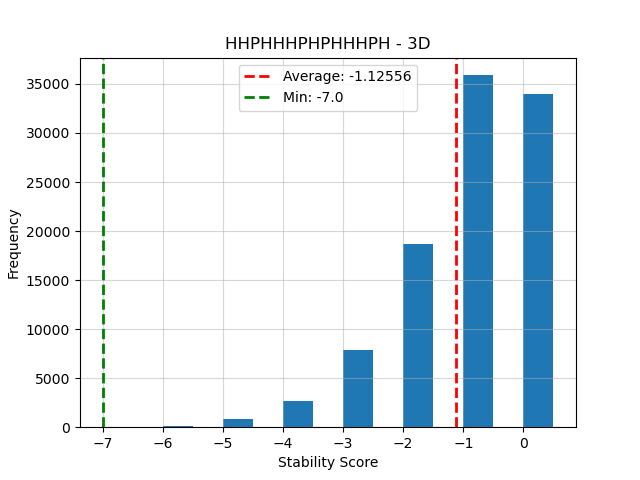 HHPHHHPHPHHHPH - 3D
Average: -1.12556
Min: -7.0
Frequency
35000
30000
25000
20000
15000
10000
5000
0
−7 −6 −5 −4 −3 −2 −1 0
Stability Score